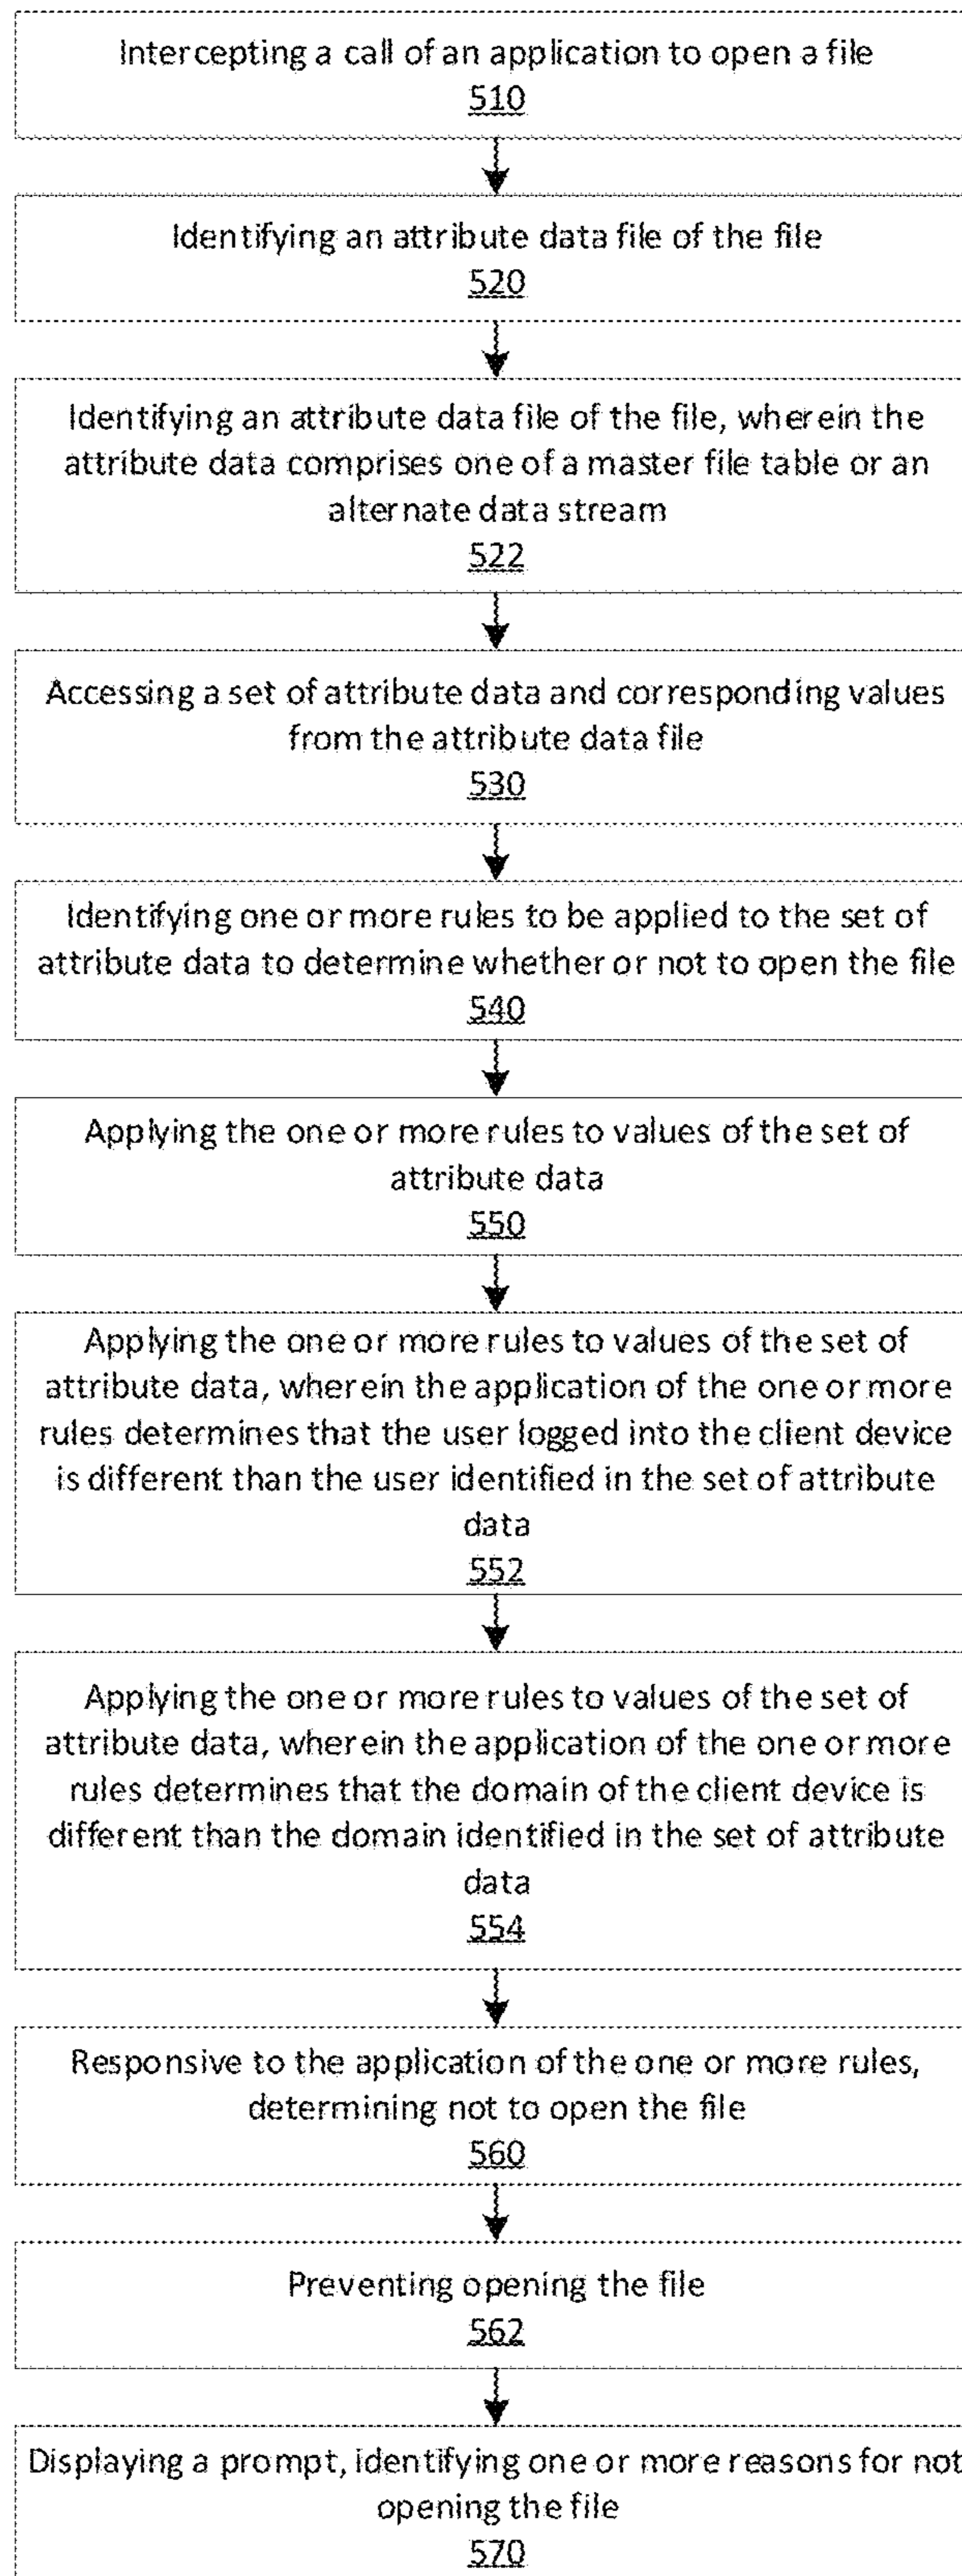 Intercepting a call of an application to open a file
510
Identifying an attribute data file of the file
520
Identifying an attribute data file of the file, wherein the
attribute data comprises one of a master file table or an
alternate data stream
522
Accessing a set of attribute data and corresponding values
from the attribute data file
530
Identifying one or more rules to be applied to the set of
attribute data to determine whether or not to open the file
540
Applying the one or more rules to values of the set of
attribute data
550
Applying the one or more rules to values of the set of
attribute data, wherein the application of the one or more
rules determines that the user logged into the client device
is different than the user identified in the set of attribute
data
552
Applying the one or more rules to values of the set of
attribute data, wherein the application of the one or more
rules determines that the domain of the client device is
different than the domain identified in the set of attribute
data
554
Responsive to the application of the one or more rules,
determining not to open the file
560
Preventing opening the file
562
Displaying a prompt, identifying one or more reasons for not
opening the file
570